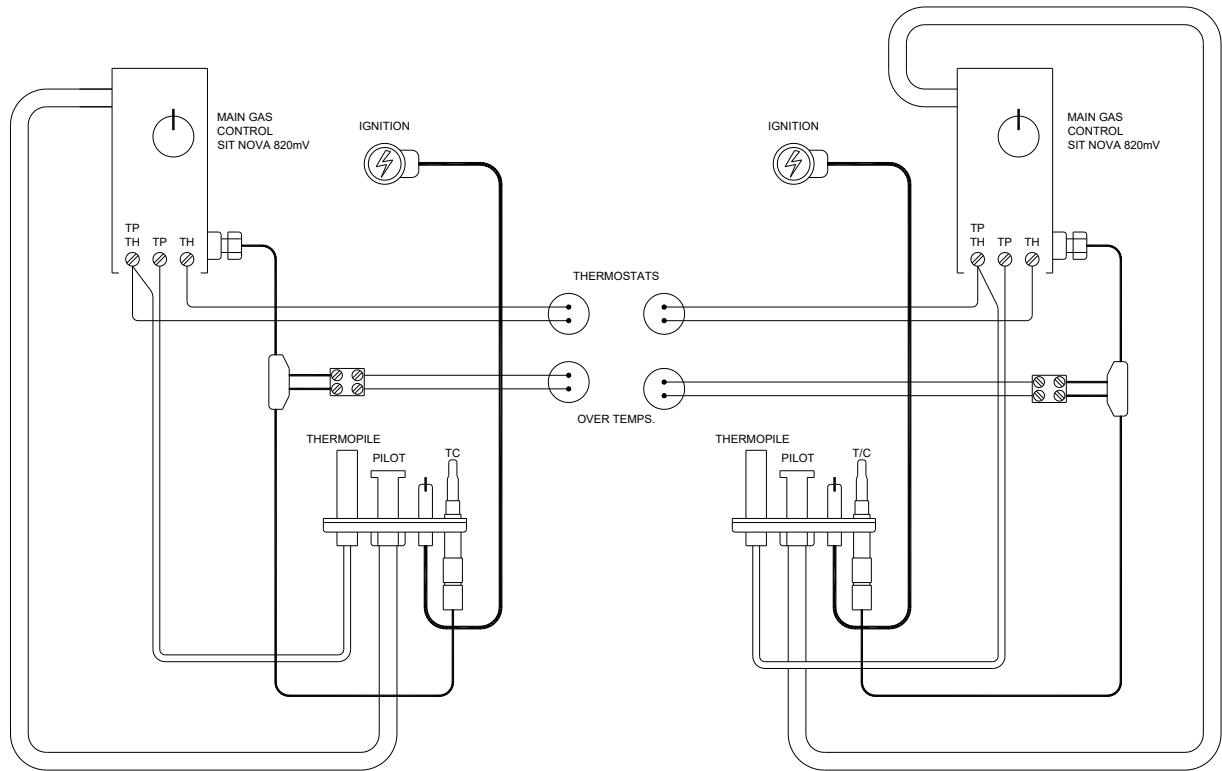 MAIN GAS
CONTROL
SIT NOVA 820mV
IGNITION
TP
TH TP TH
IGNITION
MAIN GAS
CONTROL
SIT NOVA 820mV
TP
TH TP TH
THERMOSTATS
OVER TEMPS.
THERMOPILE
PILOT
TC
THERMOPILE
PILOT
T/C